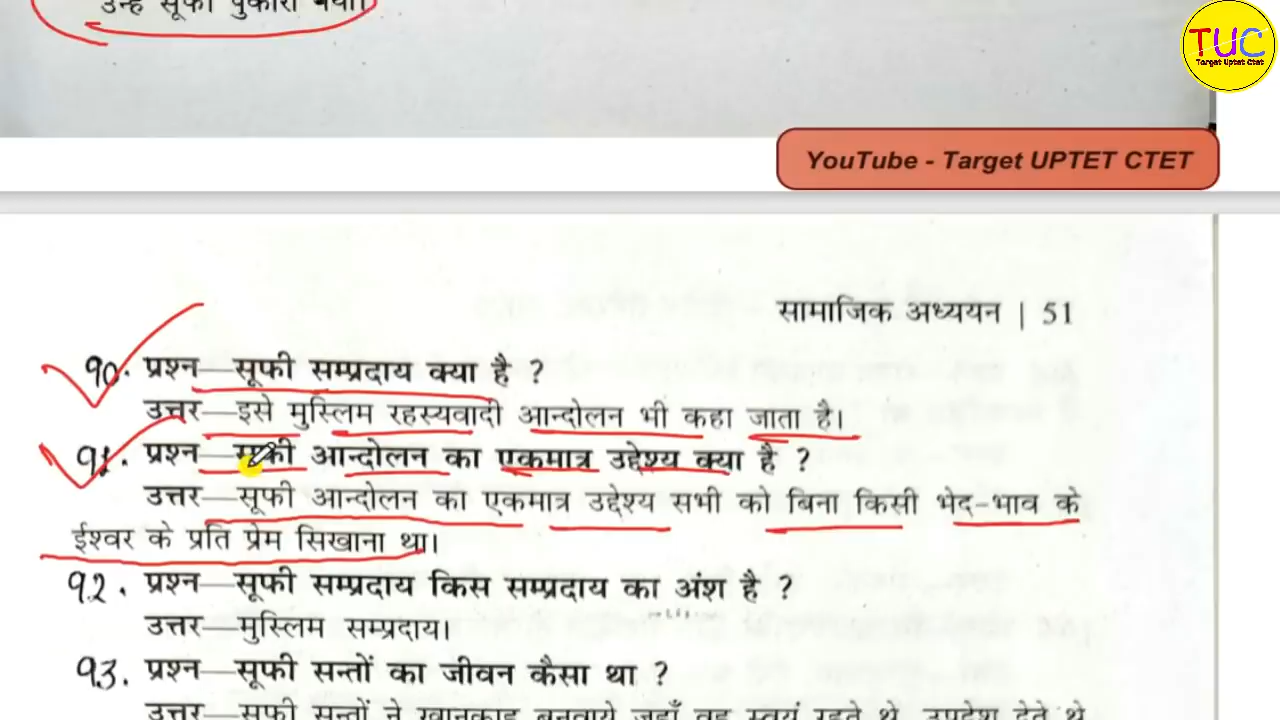 उन्हें सूफी पुकारा गया।
TUC
Target Uptet Ctet
YouTube - Target UPTET CTET
सामाजिक अध्ययन | 51
90. प्रश्न—सूफी सम्प्रदाय क्या है ?
उत्तर—इसे मुस्लिम रहस्यवादी आन्दोलन भी कहा जाता है।
91. प्रश्न—सूफी आन्दोलन का एकमात्र उद्देश्य क्या है ?
उत्तर—सूफी आन्दोलन का एकमात्र उद्देश्य सभी को बिना किसी भेद-भाव के
ईश्वर के प्रति प्रेम सिखाना था।
92. प्रश्न—सूफी सम्प्रदाय किस सम्प्रदाय का अंश है ?
उत्तर—मुस्लिम सम्प्रदाय।
93. प्रश्न—सूफी सन्तों का जीवन कैसा था ?
उत्तर—सूफी सन्तों ने खानकाह बनवाये जहाँ वह स्वयं रहते थे, उपदेश देते थे